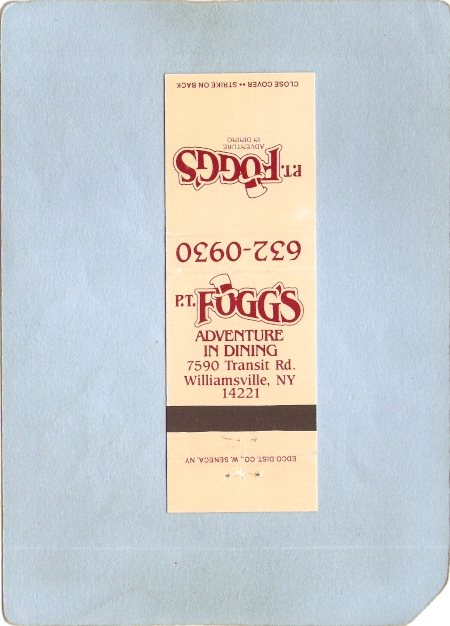 CLOSE COVER •• STRIKE ON BACK
P.T. FOGG'S
ADVENTURE
IN DINING
632-0930
P.T. FOGG'S
ADVENTURE
IN DINING
7590 Transit Rd.
Williamsville, NY
14221
EDCO DIST. CO., W. SENECA, NY